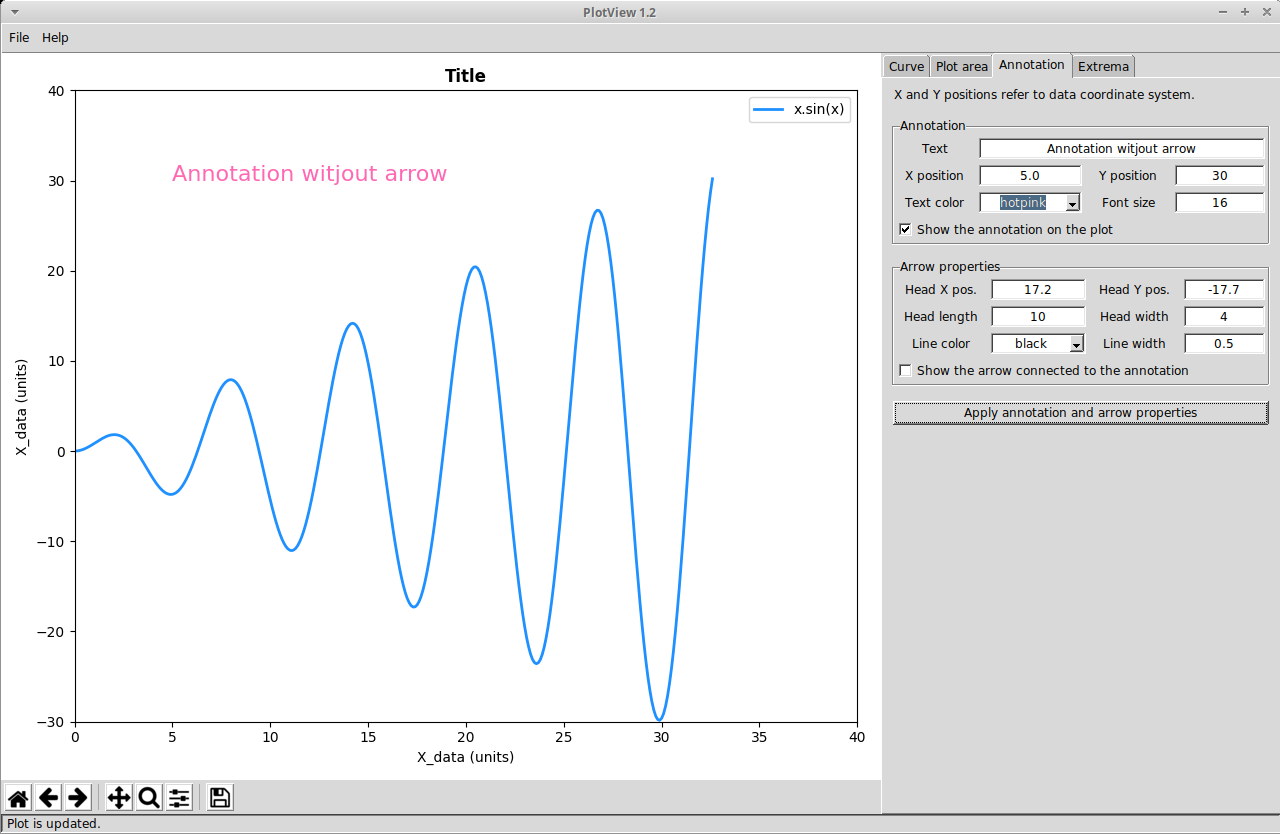 PlotView 1.2
File Help
Curve Plot area Annotation Extrema
X and Y positions refer to data coordinate system.
Annotation
Text Annotation witjout arrow
X position 5.0 Y position 30
Text color hotpink Font size 16
Show the annotation on the plot
Arrow properties
Head X pos. 17.2 Head Y pos. -17.7
Head length 10 Head width 4
Line color black Line width 0.5
Show the arrow connected to the annotation
Apply annotation and arrow properties
Title
x.sin(x)
Annotation witjout arrow
40
30
20
10
0
−10
−20
−30
X_data (units)
0 5 10 15 20 25 30 35 40
X_data (units)
Plot is updated.